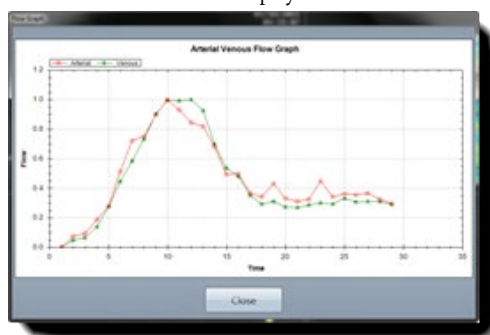 Flow Graph
Arterial Venous Flow Graph
Arterial Venous
1.2
1.0
0.8
0.6
0.4
0.2
0.0
Flow
0 5 10 15 20 25 30 35
Time
Close